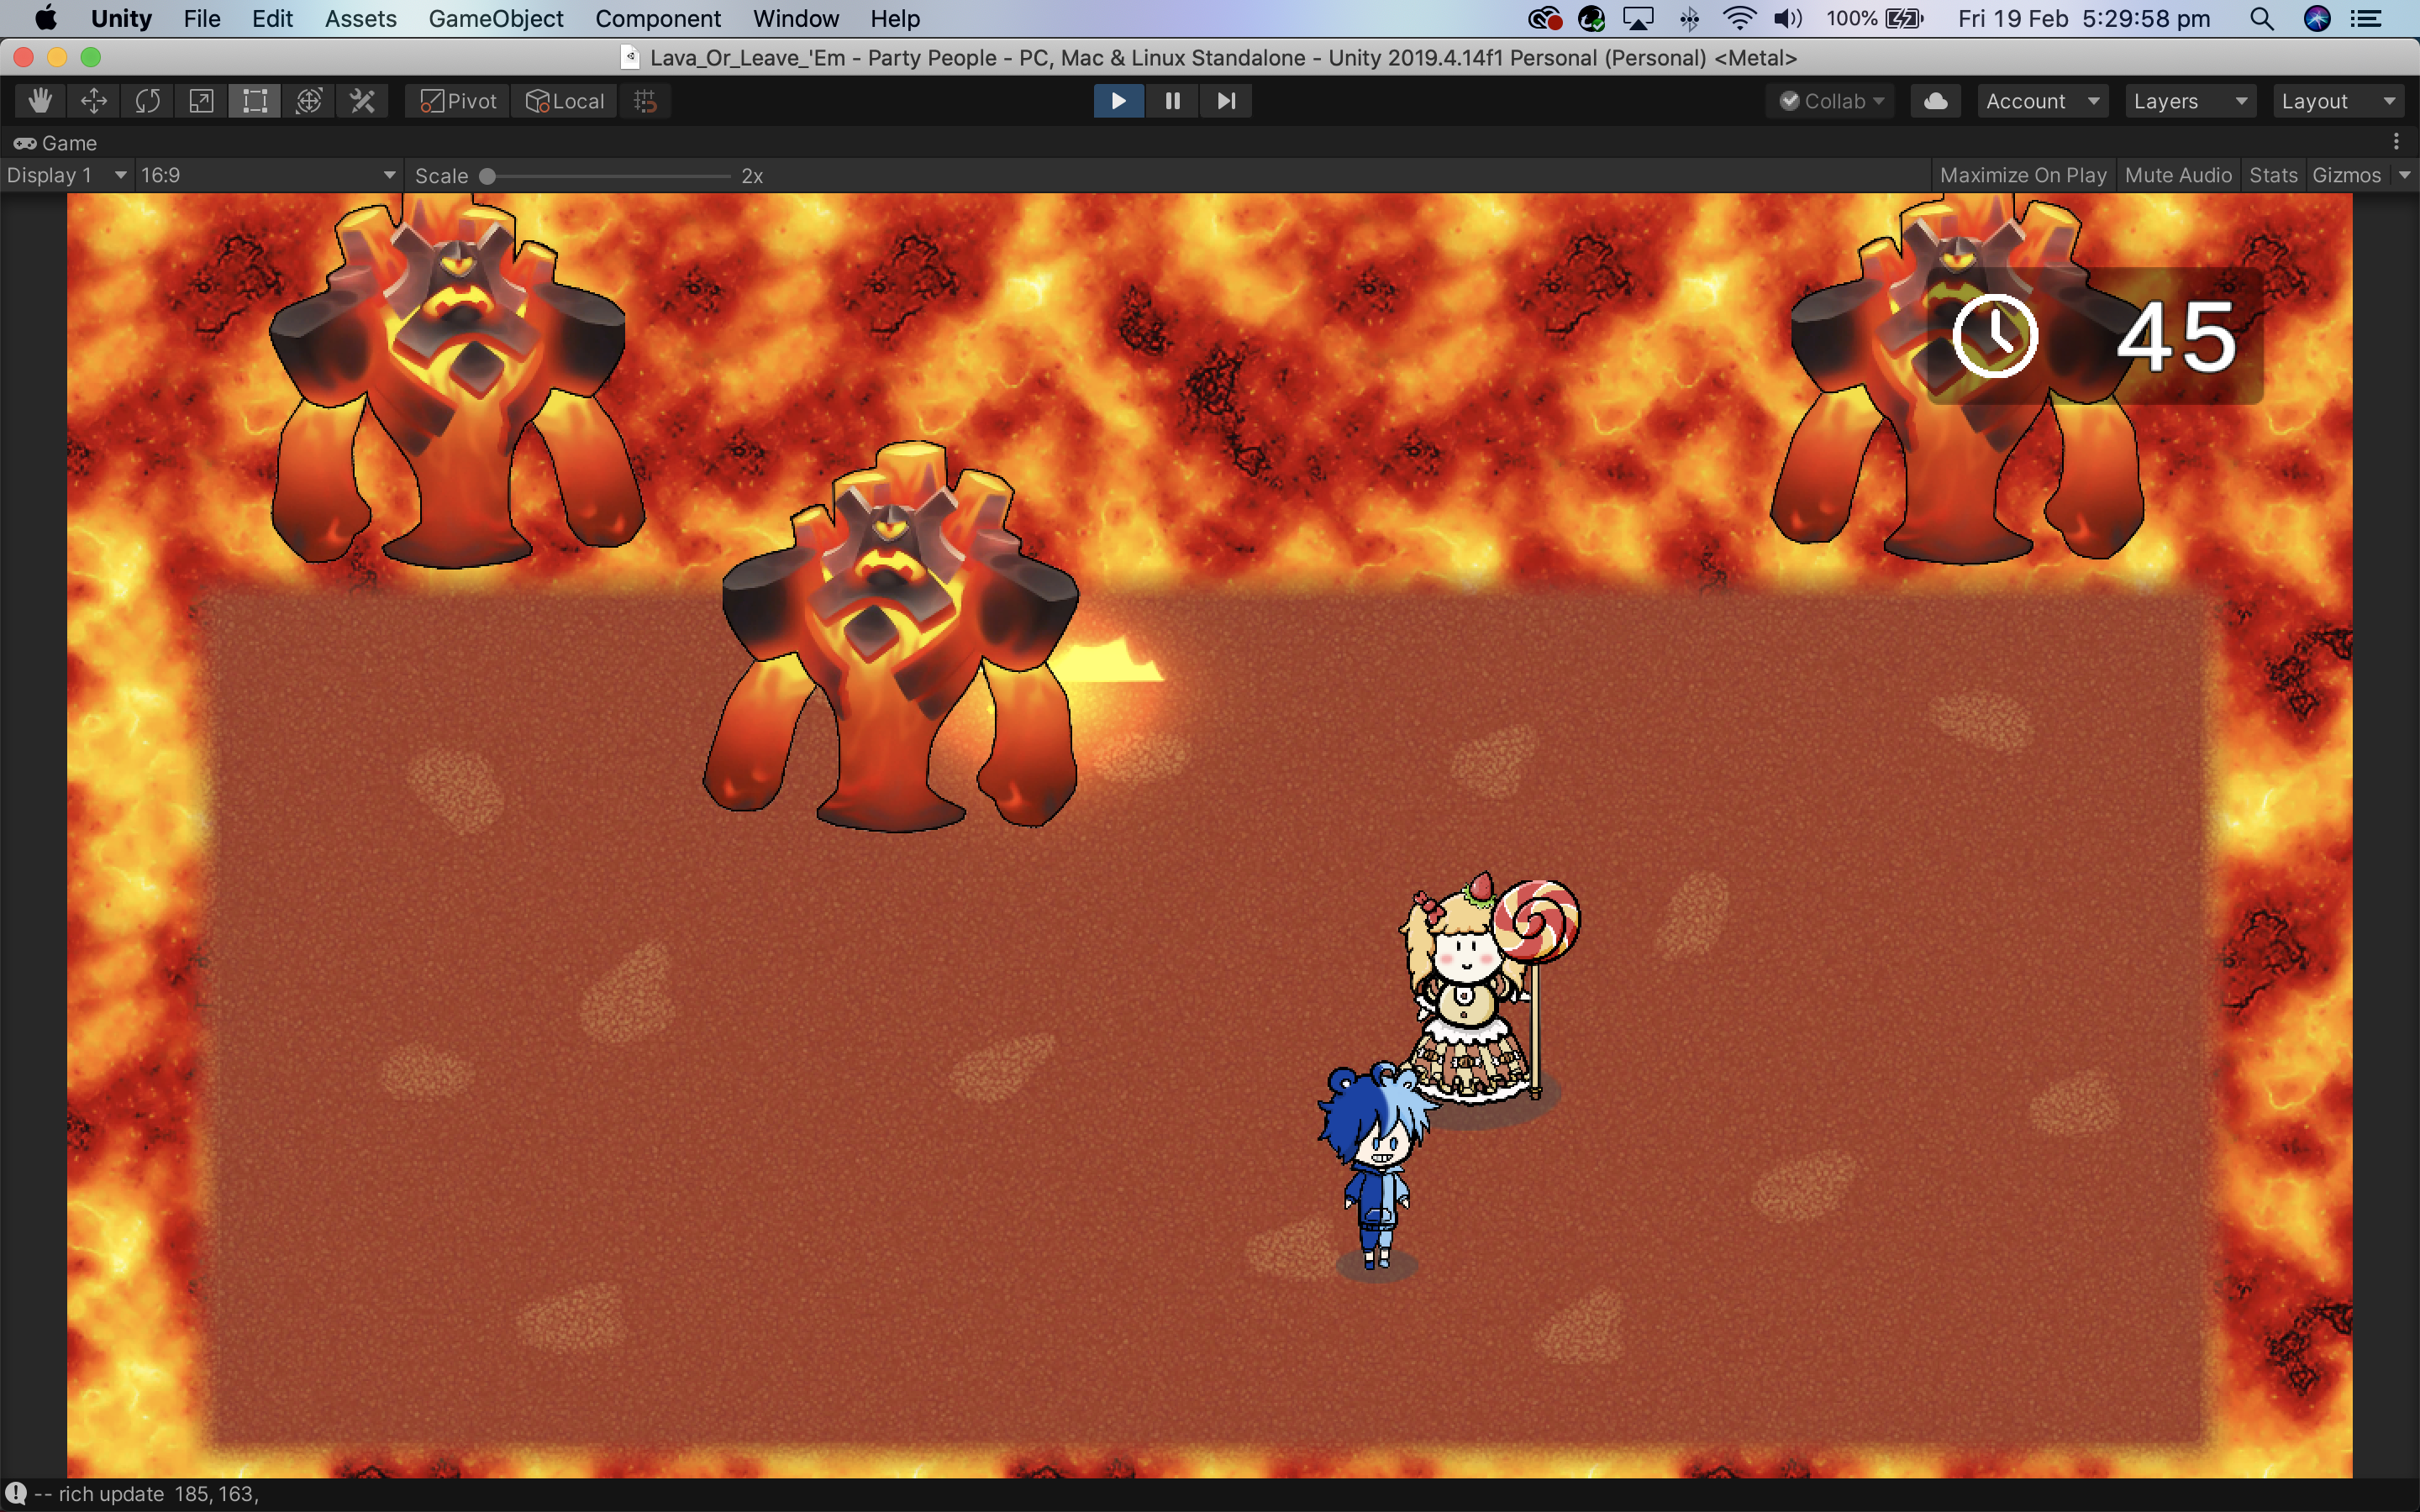 Unity File Edit Assets GameObject Component Window Help 100% Fri 19 Feb 5:29:58 pm
Lava_Or_Leave_'Em - Party People - PC, Mac & Linux Standalone - Unity 2019.4.14f1 Personal (Personal) <Metal>
Pivot Local Collab Account Layers Layout
Game
Display 1 16:9 Scale 2x Maximize On Play Mute Audio Stats Gizmos
45
-- rich update 185, 163,